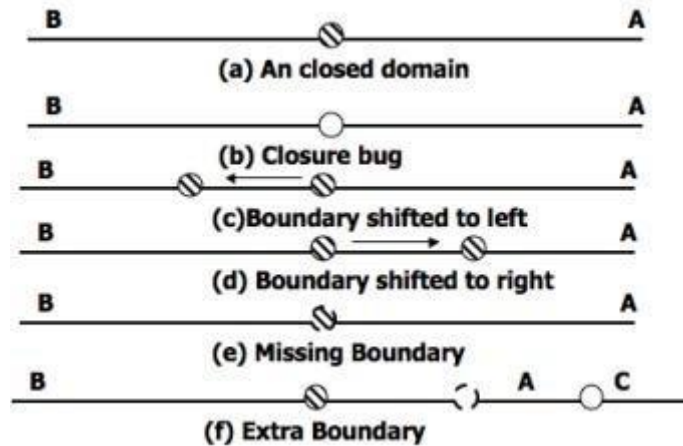 B A
(a) An closed domain
B A
(b) Closure bug
B A
(c)Boundary shifted to left
B A
(d) Boundary shifted to right
B A
(e) Missing Boundary
B A C
(f) Extra Boundary